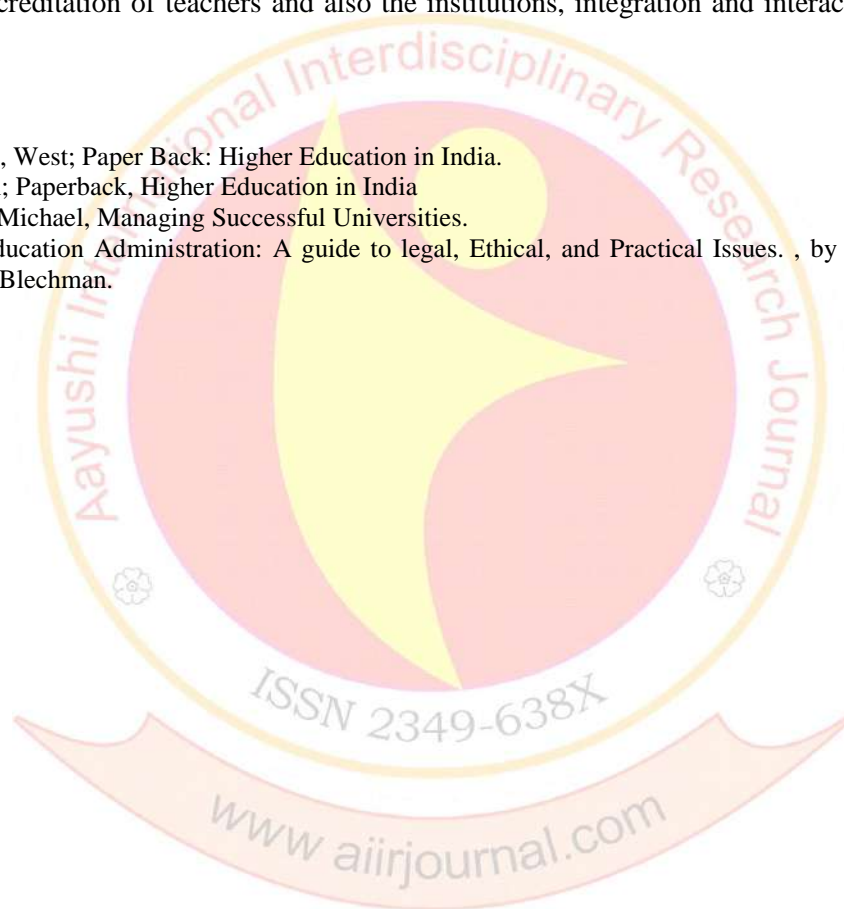 creditation of teachers and also the institutions, integration and interac
, West; Paper Back: Higher Education in India.
; Paperback, Higher Education in India
Michael, Managing Successful Universities.
ducation Administration: A guide to legal, Ethical, and Practical Issues. , by
Blechman.
Aayushi International Interdisciplinary Research Journal
ISSN 2349-638X
www aiirjournal.com